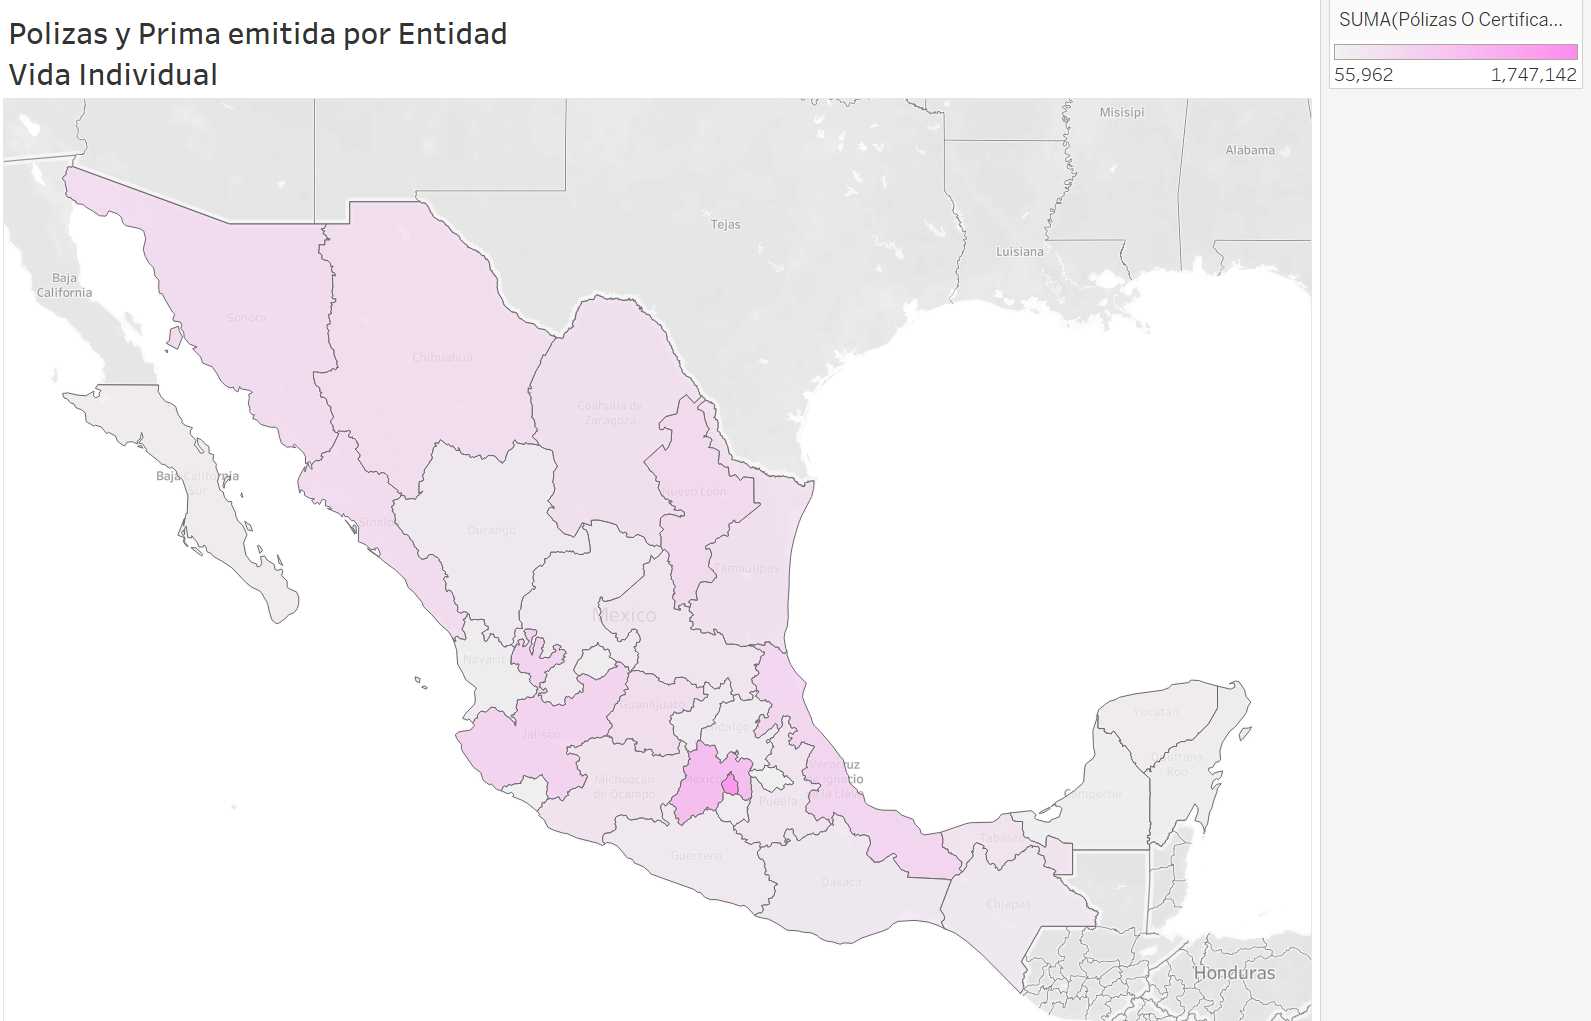 Polizas y Prima emitida por Entidad
Vida Individual
SUMA(Pólizas O Certifica...
55,962
1,747,142
Misisipi
Alabama
Tejas
Luisiana
Baja
California
Sonora
Chihuahua
Coahuila de
Zaragoza
Baja California
Sur
Nuevo León
Sinaloa
Durango
Tamaulipas
Mexico
Nayarit
Guanajuato
Hidalgo
Jalisco
Yucatán
Quintana
Roo
Veracruz
de Ignacio
de la Llave
México
Michoacán
de Ocampo
Puebla
Campeche
Tabasco
Guerrero
Oaxaca
Chiapas
Honduras